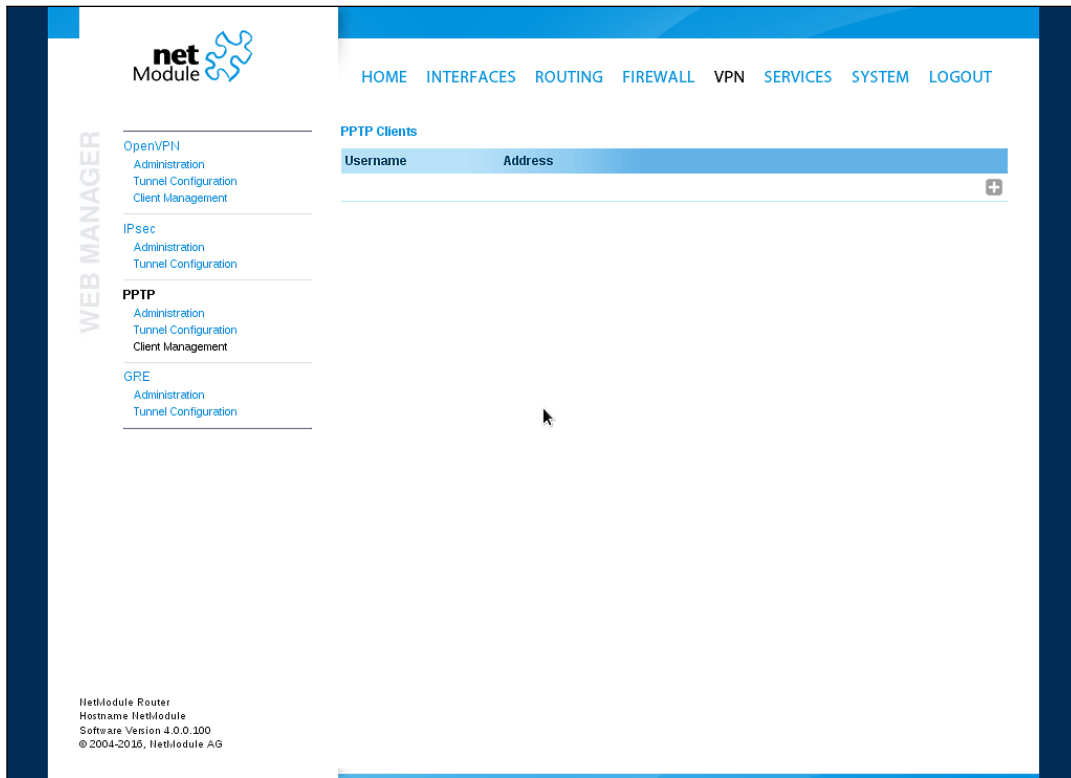 net
Module
HOME INTERFACES ROUTING FIREWALL VPN SERVICES SYSTEM LOGOUT
WEB MANAGER
OpenVPN
Administration
Tunnel Configuration
Client Management
IPsec
Administration
Tunnel Configuration
PPTP
Administration
Tunnel Configuration
Client Management
GRE
Administration
Tunnel Configuration
PPTP Clients
Username Address
NetModule Router
Hostname NetModule
Software Version 4.0.0.100
© 2004-2016, NetModule AG